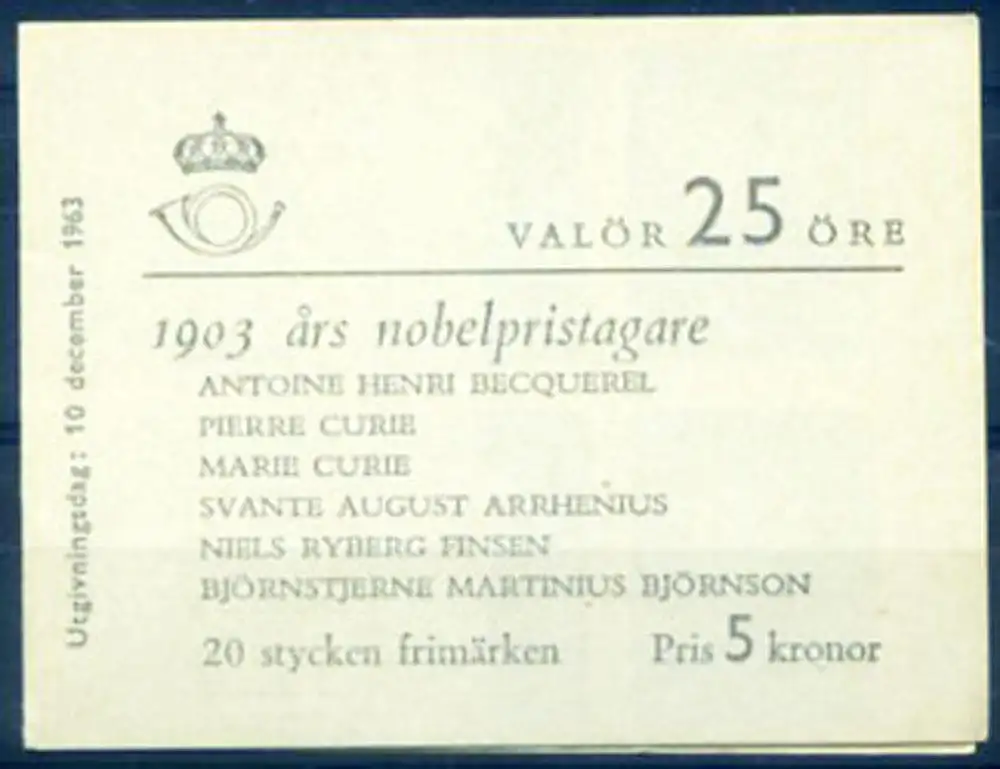 Utgivningsdag: 10 december 1963
VALÖR 25 ÖRE
1903 års nobelpristagare
ANTOINE HENRI BECQUEREL
PIERRE CURIE
MARIE CURIE
SVANTE AUGUST ARRHENIUS
NIELS RYBERG FINSEN
BJÖRNSTJERNE MARTINIUS BJÖRNSON
20 stycken frimärken Pris 5 kronor